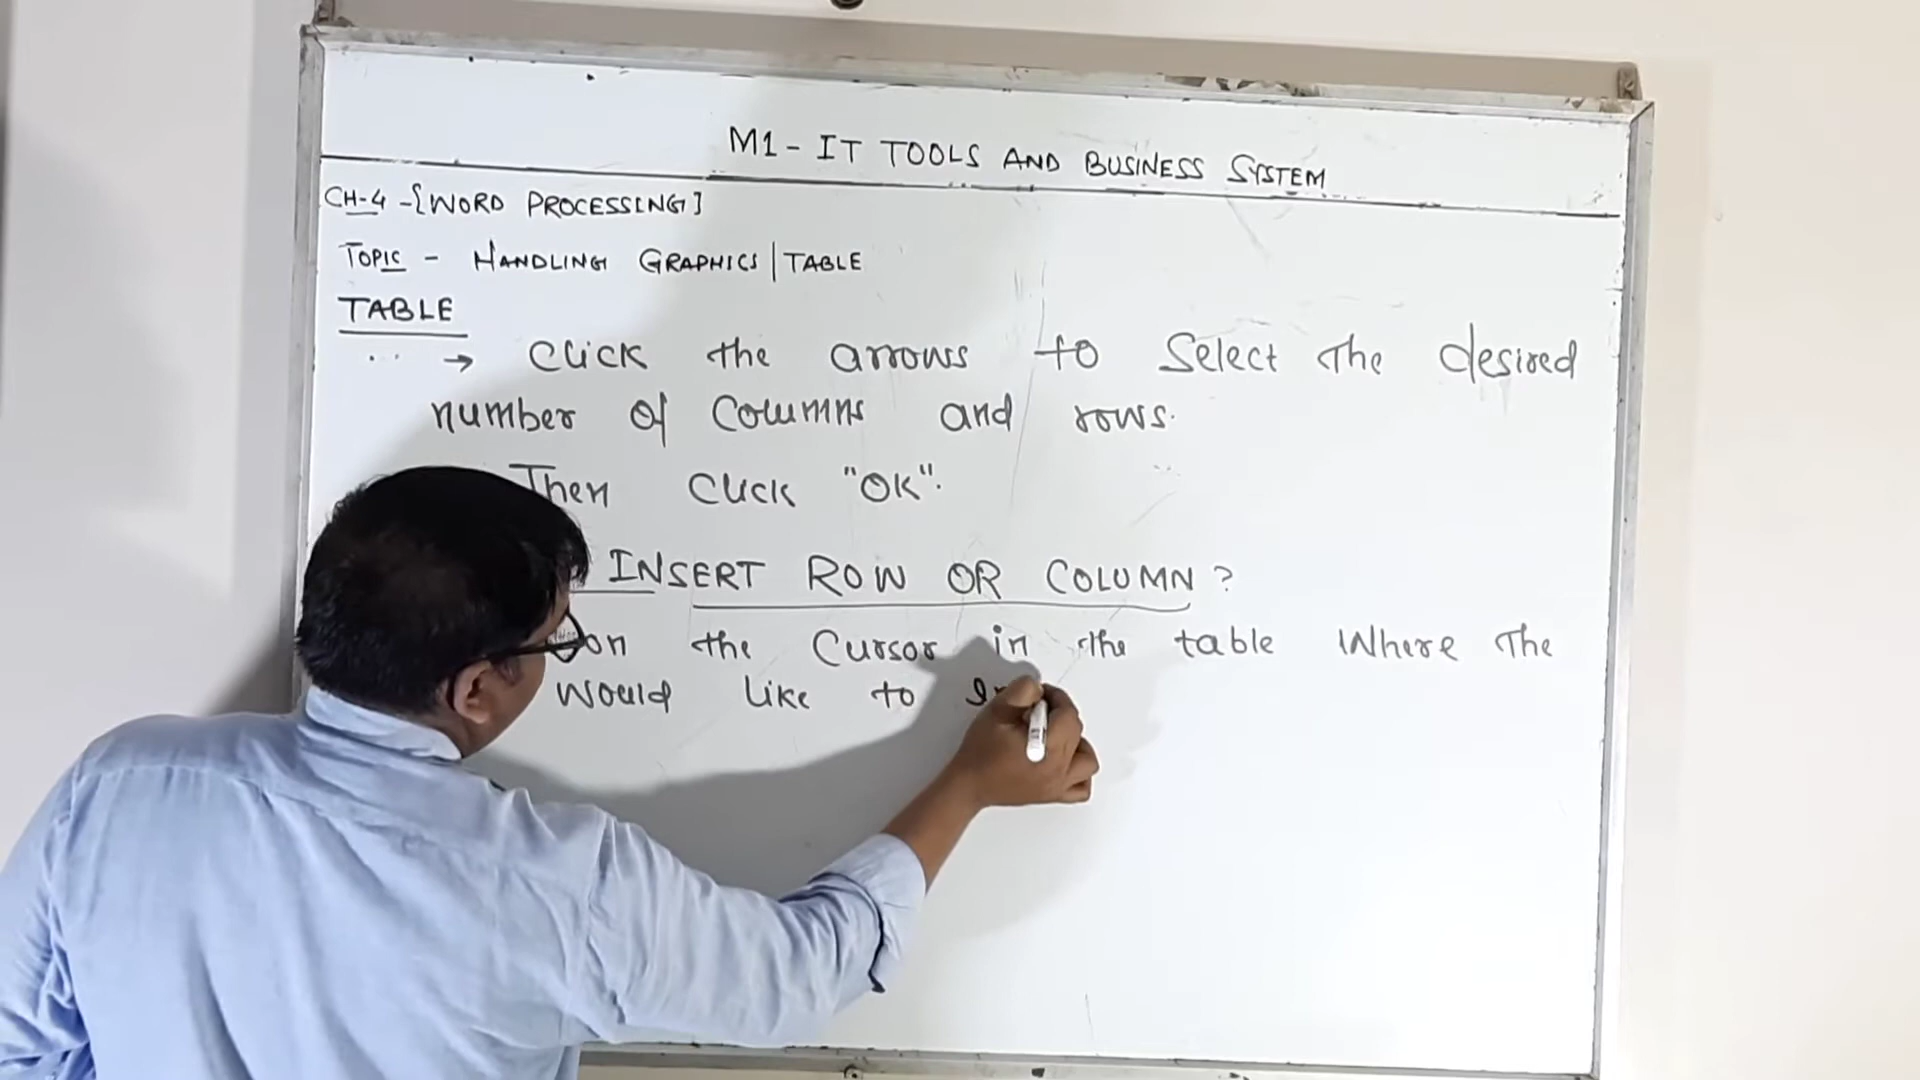 M1 - IT TOOLS AND BUSINESS SYSTEM
CH-4 -[WORD PROCESSING]
TOPIC - HANDLING GRAPHICS | TABLE
TABLE
→ Click the arrows to Select the desired
number of Columns and rows.
Then Click "OK".
INSERT ROW OR COLUMN ?
the Cursor in the table Where the
would like to